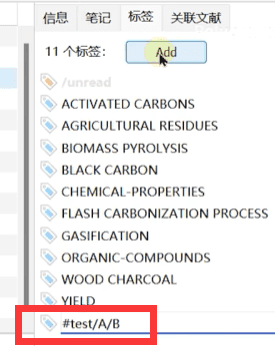 信息 笔记 标签 关联文献
11 个标签: Add
/unread
ACTIVATED CARBONS
AGRICULTURAL RESIDUES
BIOMASS PYROLYSIS
BLACK CARBON
CHEMICAL-PROPERTIES
FLASH CARBONIZATION PROCESS
GASIFICATION
ORGANIC-COMPOUNDS
WOOD CHARCOAL
YIELD
#test/A/B